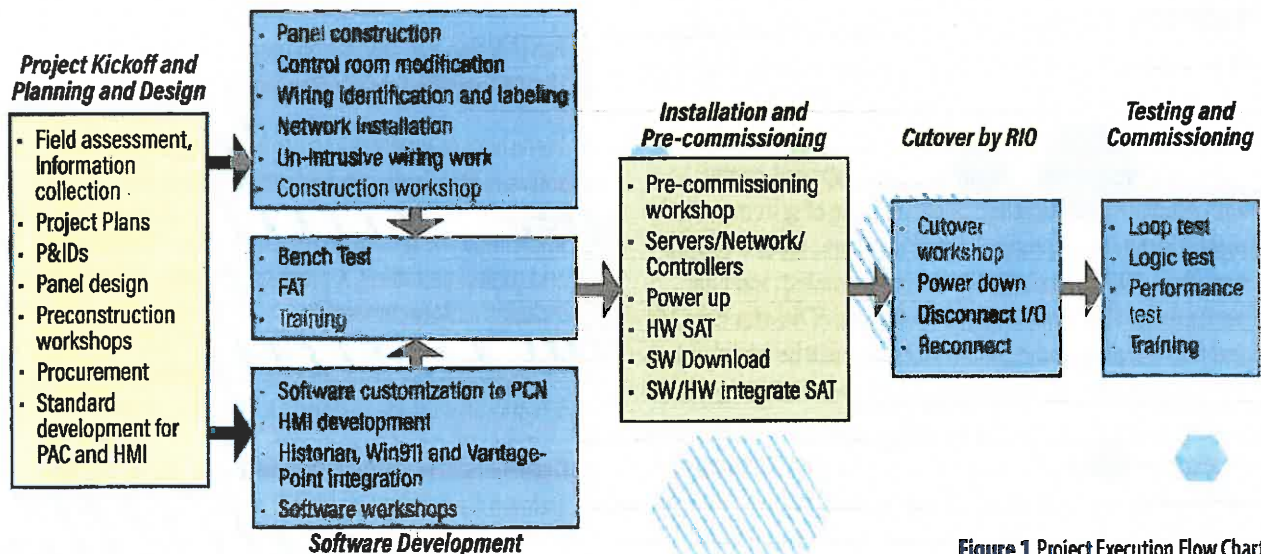 Project Kickoff and
Planning and Design
• Field assessment,
Information
collection
• Project Plans
• P&IDs
• Panel design
• Preconstruction
workshops
• Procurement
• Standard
development for
PAC and HMI
• Panel construction
• Control room modification
• Wiring identification and labeling
• Network installation
• Un-intrusive wiring work
• Construction workshop
• Bench Test
• FAT
• Training
• Software customization to PCN
• HMI development
• Historian, Win911 and Vantage-
Point integration
• Software workshops
Software Development
Installation and
Pre-commissioning
• Pre-commissioning
workshop
• Servers/Network/
Controllers
• Power up
• HW SAT
• SW Download
• SW/HW integrate SAT
Cutover by RIO
• Cutover
workshop
• Power down
• Disconnect I/O
• Reconnect
Testing and
Commissioning
• Loop test
• Logic test
• Performance
test
• Training
Figure 1 Project Execution Flow Chart